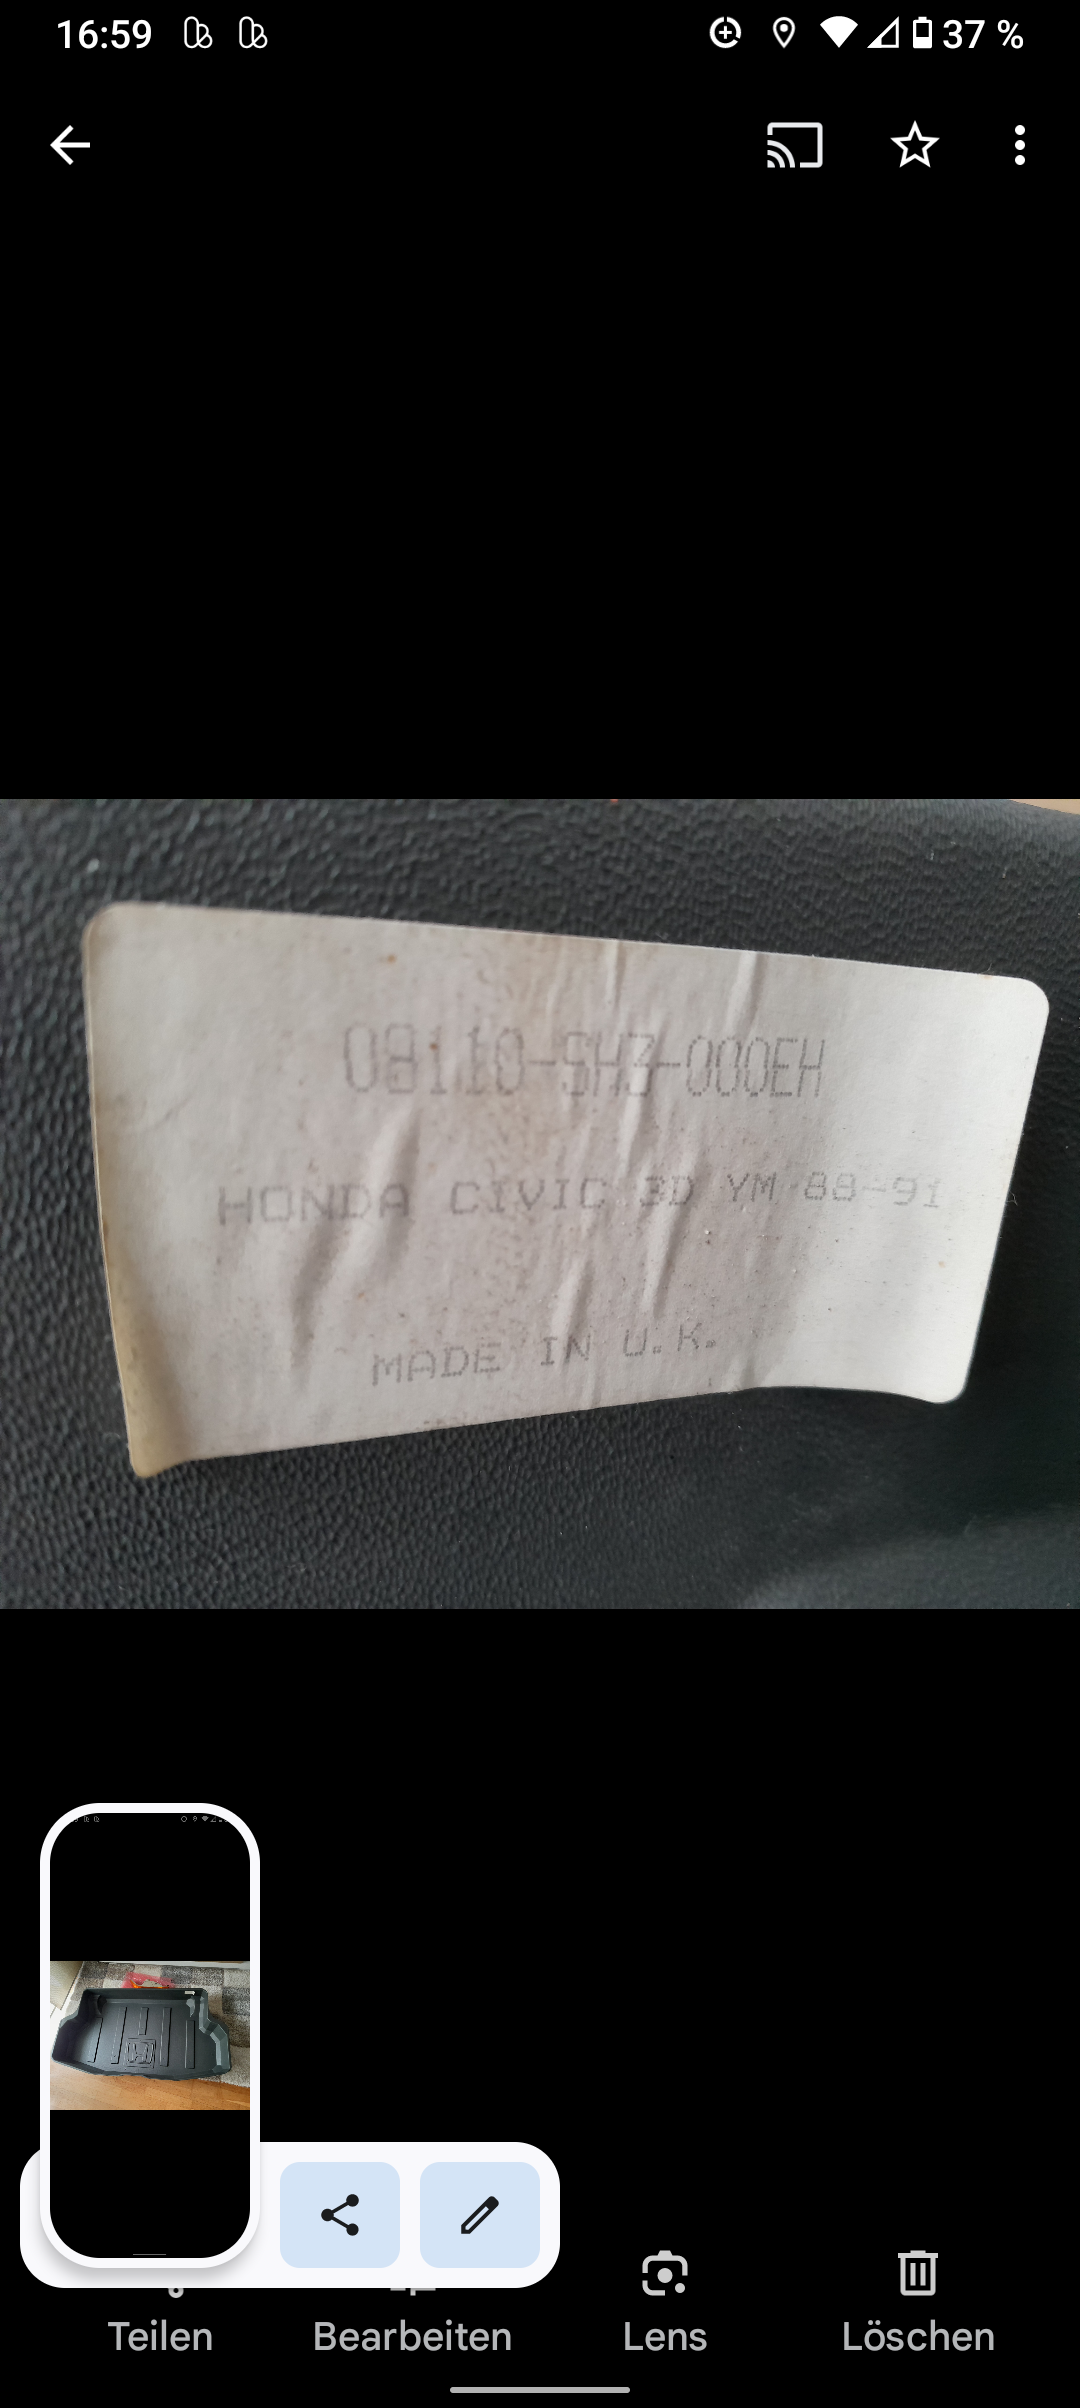 16:59
37 %
08110-SH3-000EH
HONDA CIVIC 3D YM 88-91
MADE IN U.K.
Teilen
Bearbeiten
Lens
Löschen